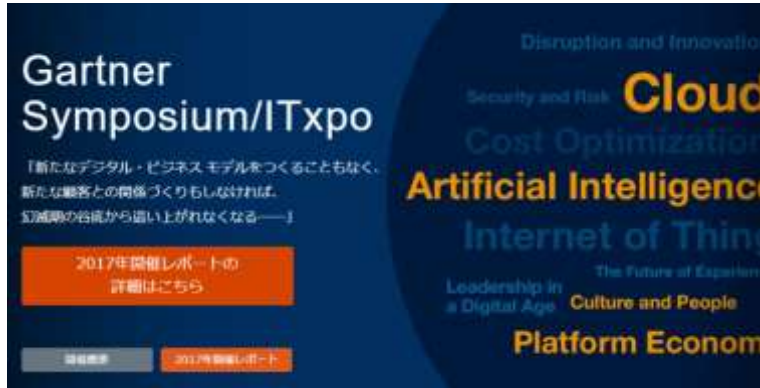 Gartner
Symposium/ITxpo
「新たなデジタル・ビジネス モデルをつくることもなく、
新たな顧客との関係づくりもしなければ、
幻滅期の谷底から這い上がれなくなる──」
2017年開催レポートの
詳細はこちら
開催概要
2017年開催レポート
Disruption and Innovatio
Security and Risk
Cloud
Cost Optimization
Artificial Intelligenc
Internet of Thing
The Future of Experien
Leadership in
a Digital Age
Culture and People
Platform Econom